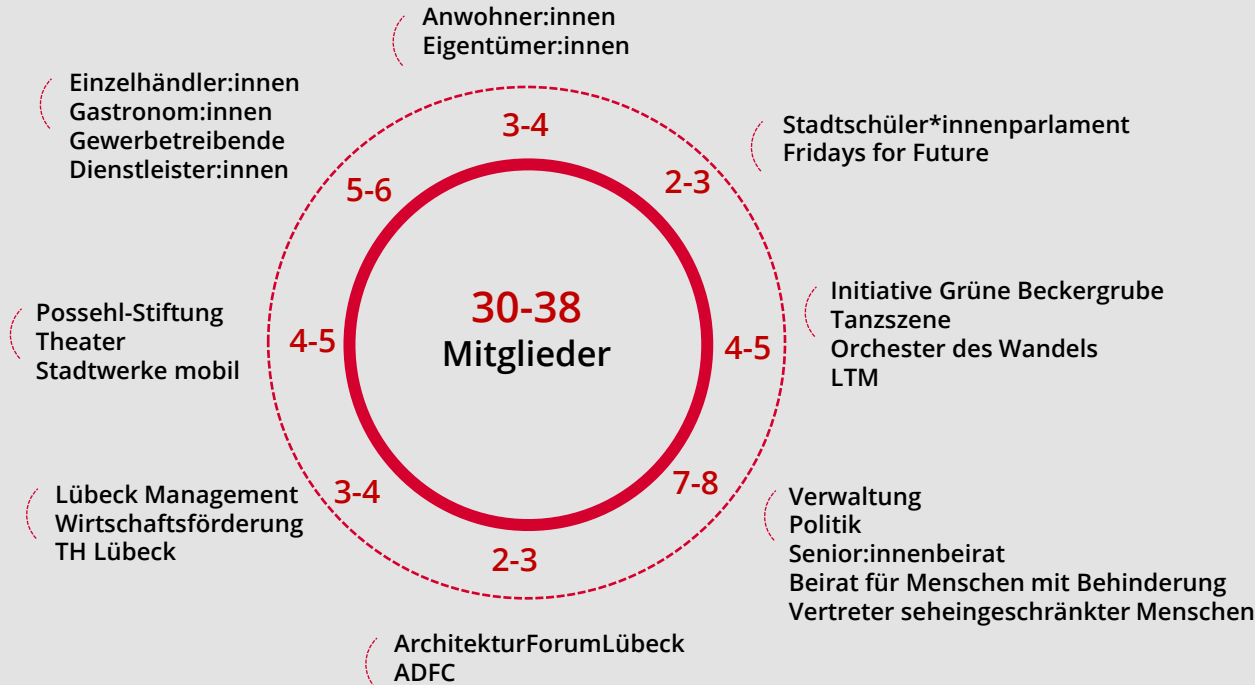 Anwohner:innen
Eigentümer:innen
3-4
Einzelhändler:innen
Gastronom:innen
Gewerbetreibende
Dienstleister:innen
5-6
Stadtschüler*innenparlament
Fridays for Future
2-3
Possehl-Stiftung
Theater
Stadtwerke mobil
4-5
30-38
Mitglieder
4-5
Initiative Grüne Beckergrube
Tanzszene
Orchester des Wandels
LTM
Lübeck Management
Wirtschaftsförderung
TH Lübeck
3-4
2-3
ArchitekturForumLübeck
ADFC
7-8
Verwaltung
Politik
Senior:innenbeirat
Beirat für Menschen mit Behinderung
Vertreter seheingeschränkter Menschen